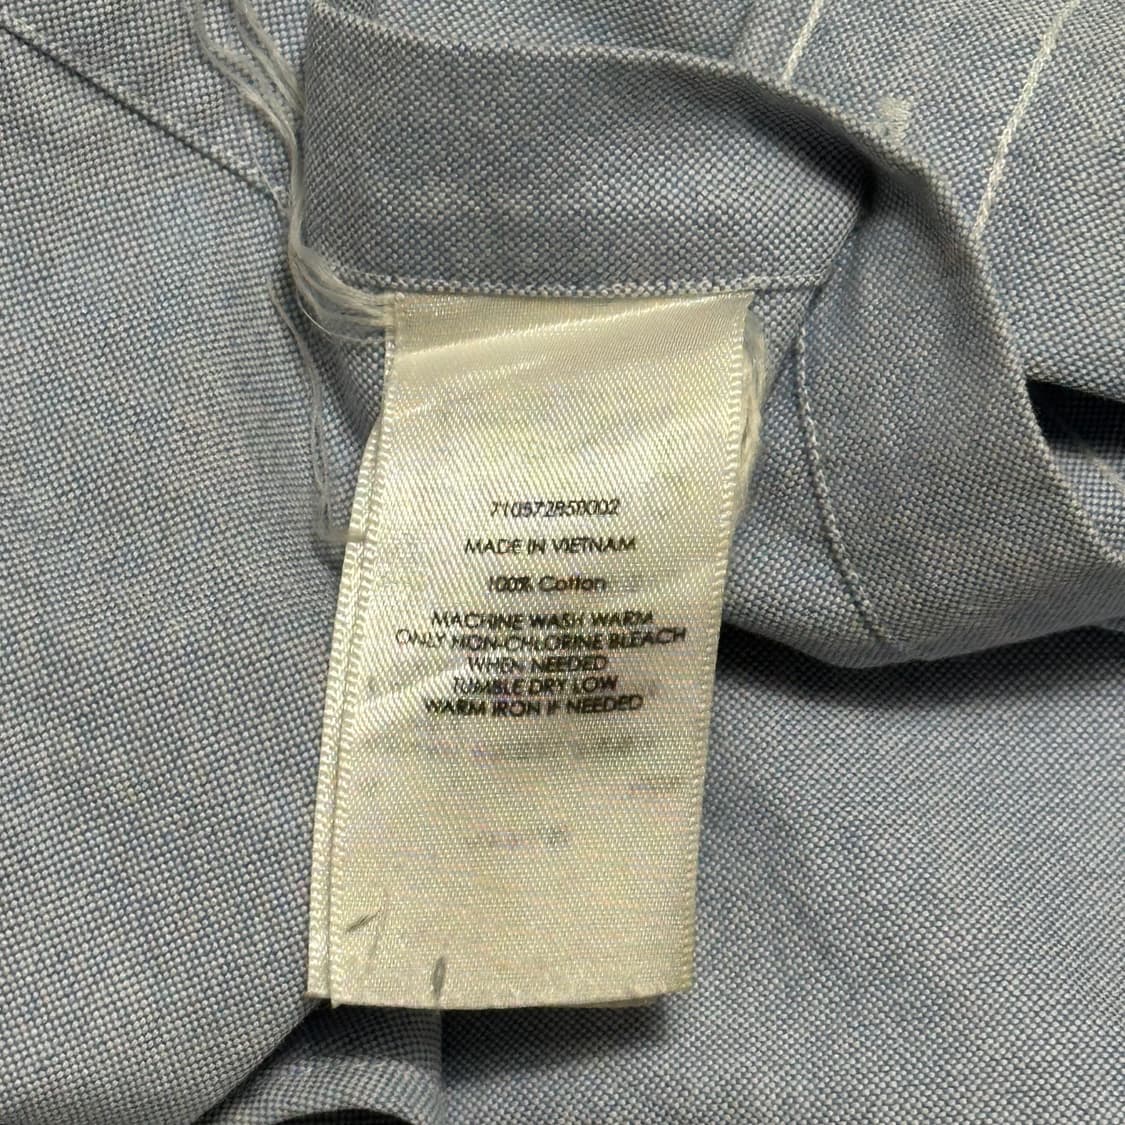 710572858002
MADE IN VIETNAM
100% Cotton
MACHINE WASH WARM
ONLY NON-CHLORINE BLEACH
WHEN NEEDED
TUMBLE DRY LOW
WARM IRON IF NEEDED